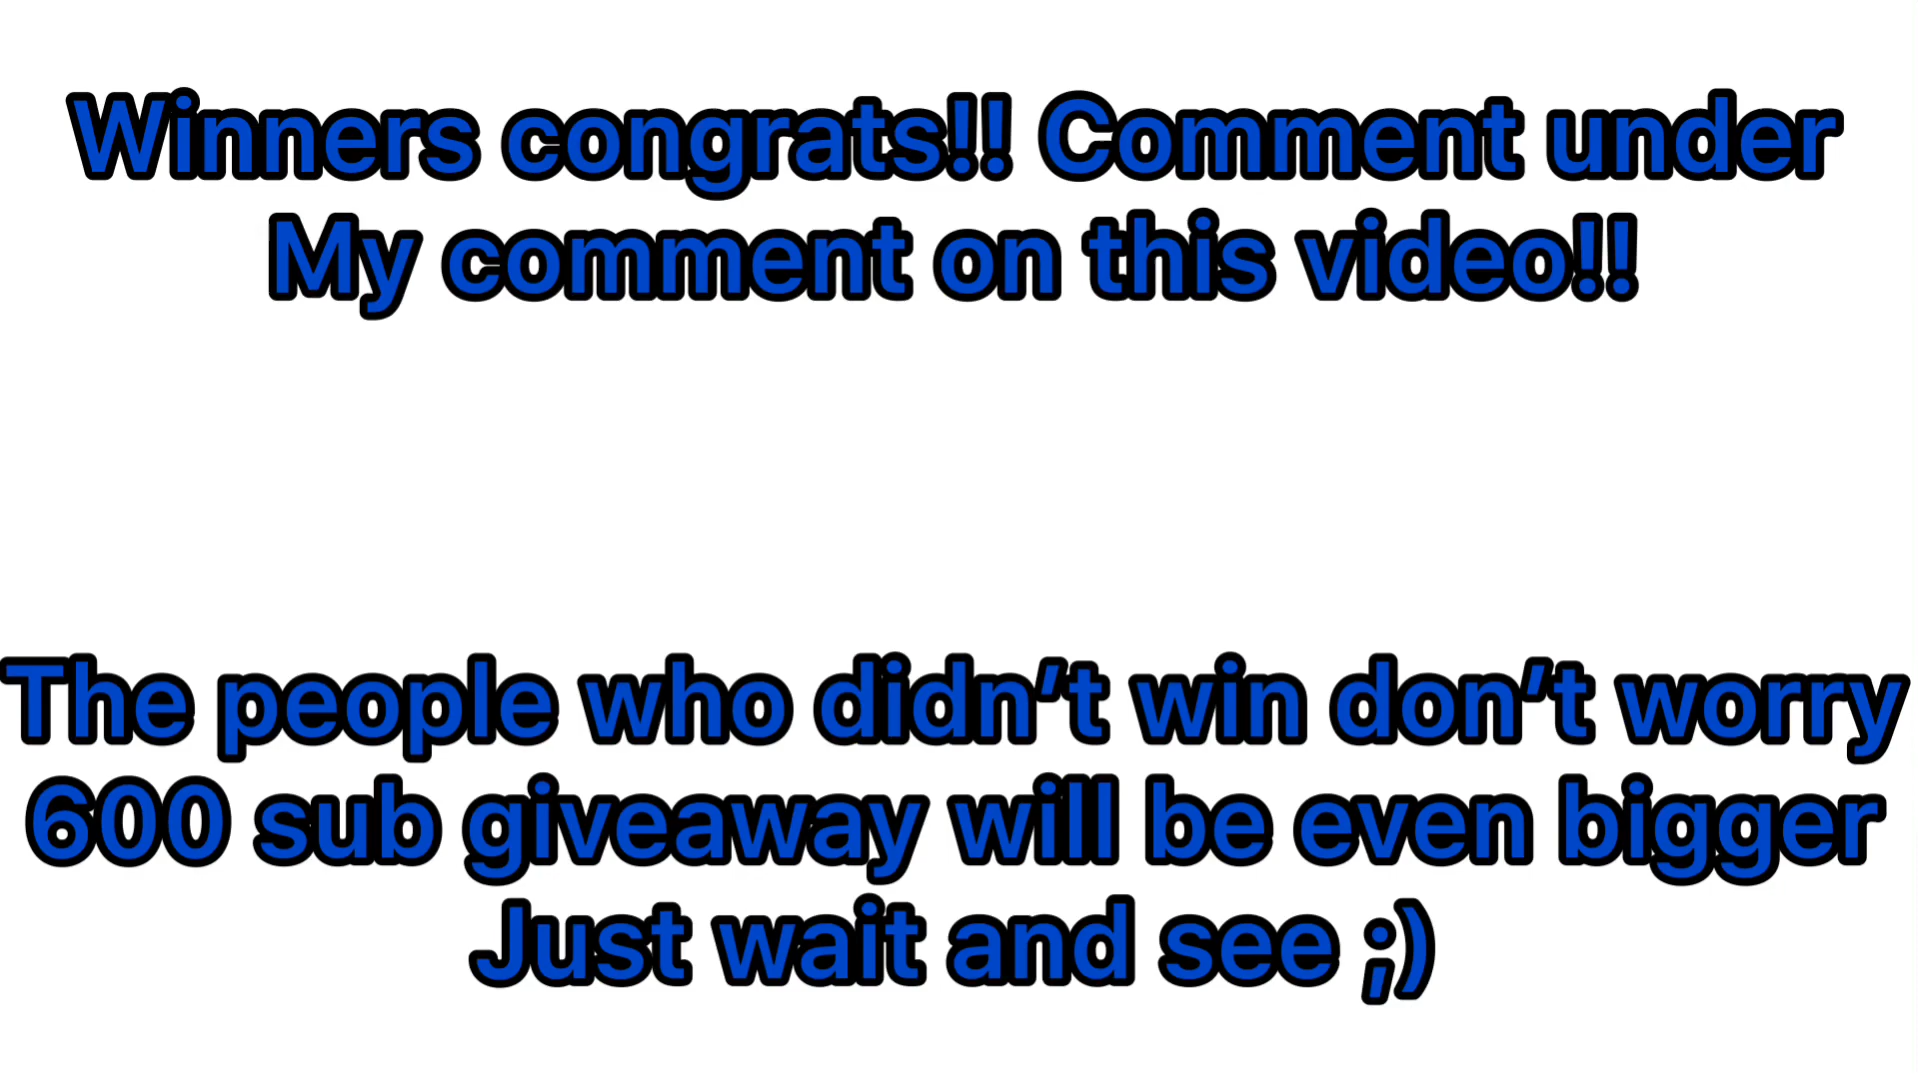 Winners congrats!! Comment under
My comment on this video!!
The people who didn’t win don’t worry
600 sub giveaway will be even bigger
Just wait and see ;)